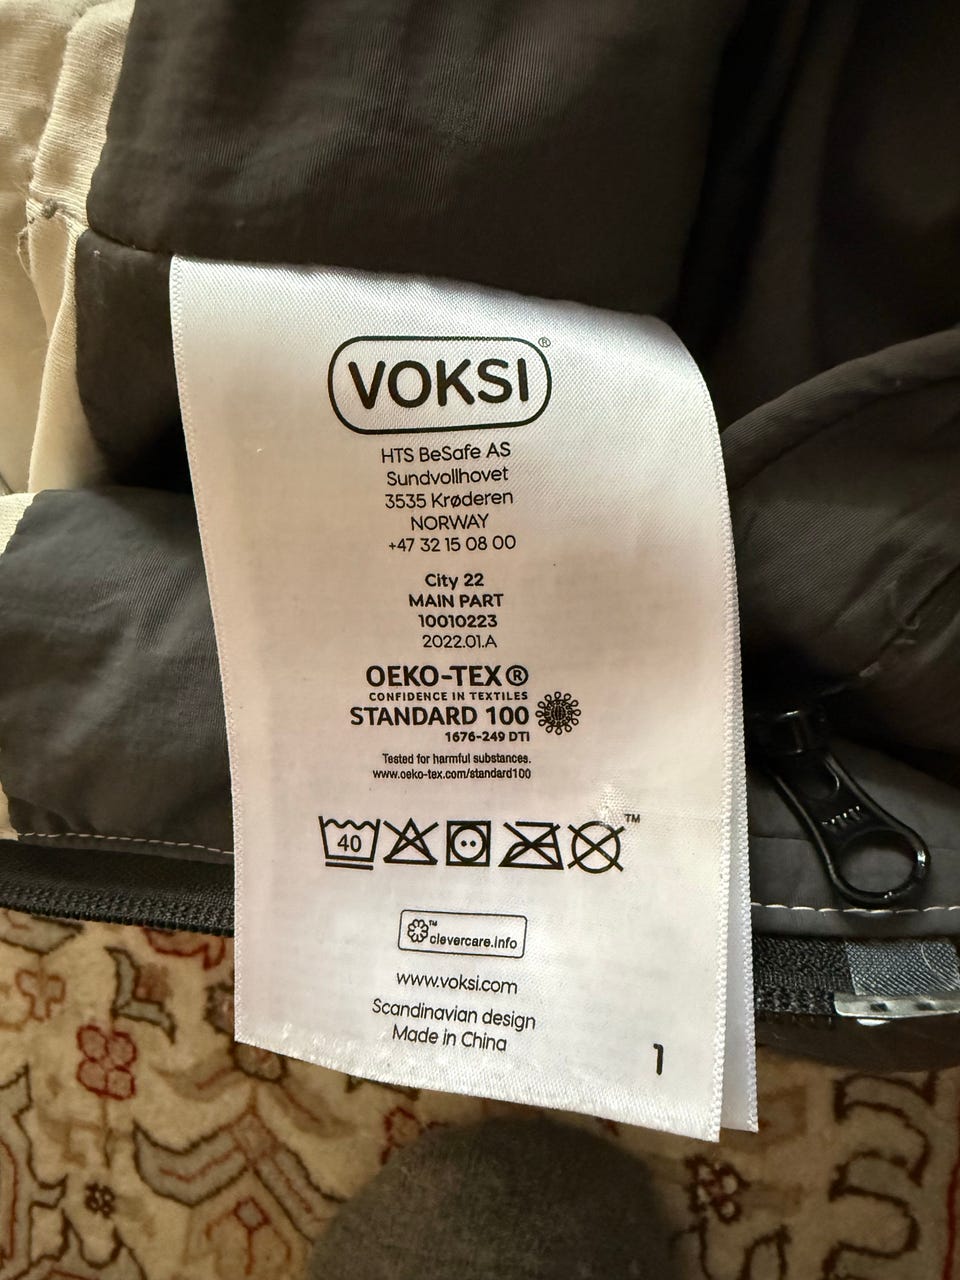 VOKSI®
HTS BeSafe AS
Sundvollhovet
3535 Krøderen
NORWAY
+47 32 15 08 00
City 22
MAIN PART
10010223
2022.01.A
OEKO-TEX®
CONFIDENCE IN TEXTILES
STANDARD 100
1676-249 DTI
Tested for harmful substances.
www.oeko-tex.com/standard100
40 ™
™ clevercare.info
www.voksi.com
Scandinavian design
Made in China
1